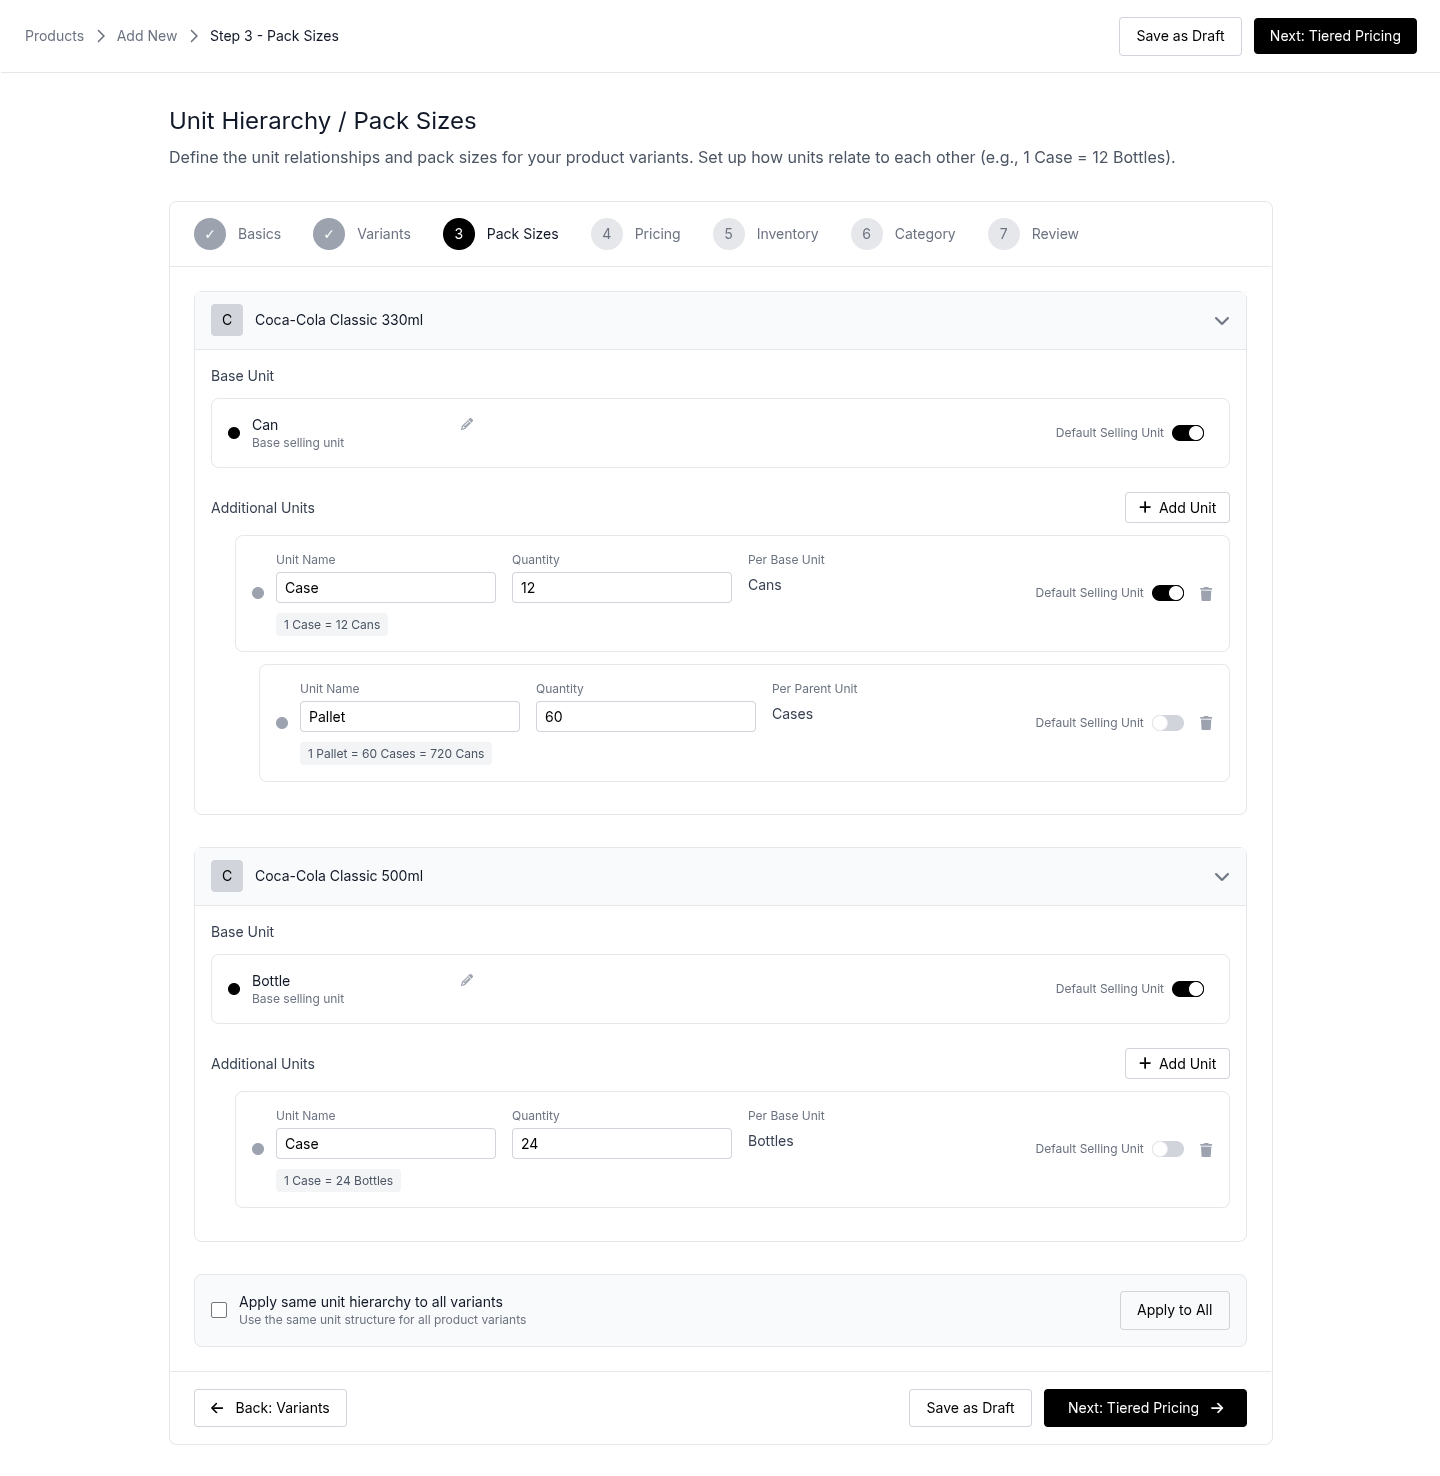 Products > Add New > Step 3 - Pack Sizes
Save as Draft
Next: Tiered Pricing
Unit Hierarchy / Pack Sizes
Define the unit relationships and pack sizes for your product variants. Set up how units relate to each other (e.g., 1 Case = 12 Bottles).
✓ Basics ✓ Variants 3 Pack Sizes 4 Pricing 5 Inventory 6 Category 7 Review
C Coca-Cola Classic 330ml
Base Unit
Can
Base selling unit
Default Selling Unit
Additional Units
+ Add Unit
Unit Name Quantity Per Base Unit
Case 12 Cans
Default Selling Unit
1 Case = 12 Cans
Unit Name Quantity Per Parent Unit
Pallet 60 Cases
Default Selling Unit
1 Pallet = 60 Cases = 720 Cans
C Coca-Cola Classic 500ml
Base Unit
Bottle
Base selling unit
Default Selling Unit
Additional Units
+ Add Unit
Unit Name Quantity Per Base Unit
Case 24 Bottles
Default Selling Unit
1 Case = 24 Bottles
Apply same unit hierarchy to all variants
Use the same unit structure for all product variants
Apply to All
← Back: Variants
Save as Draft
Next: Tiered Pricing →